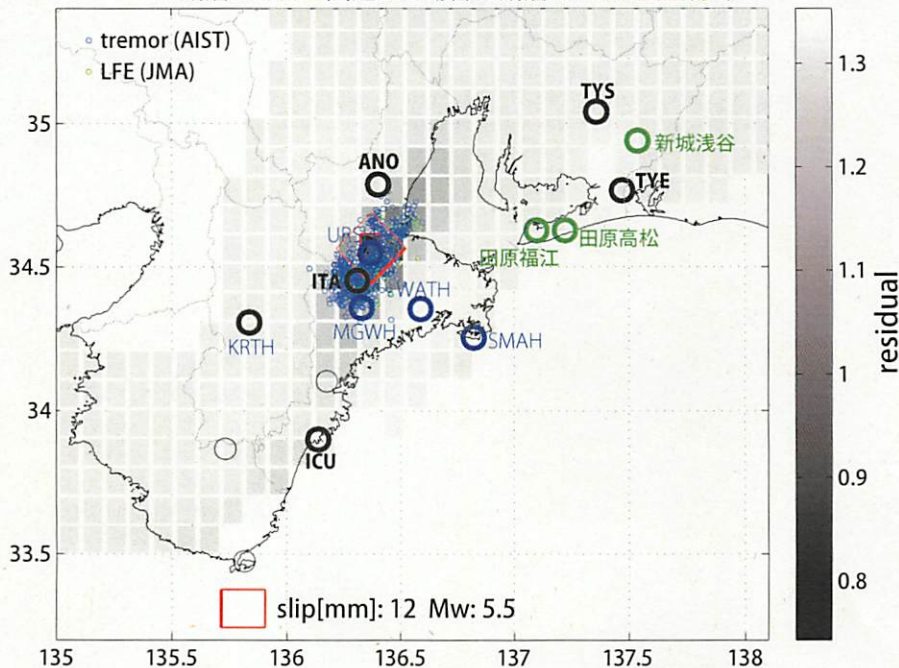 tremor (AIST)
LFE (JMA)
TYS
新城浅谷
ANO
TYE
田原高松
田原福江
ITA
WATH
MGWH
SMAH
KRTH
ICU
slip[mm]: 12 Mw: 5.5
35
34.5
34
33.5
135
135.5
136
136.5
137
137.5
138
1.3
1.2
1.1
1
0.9
0.8
residual